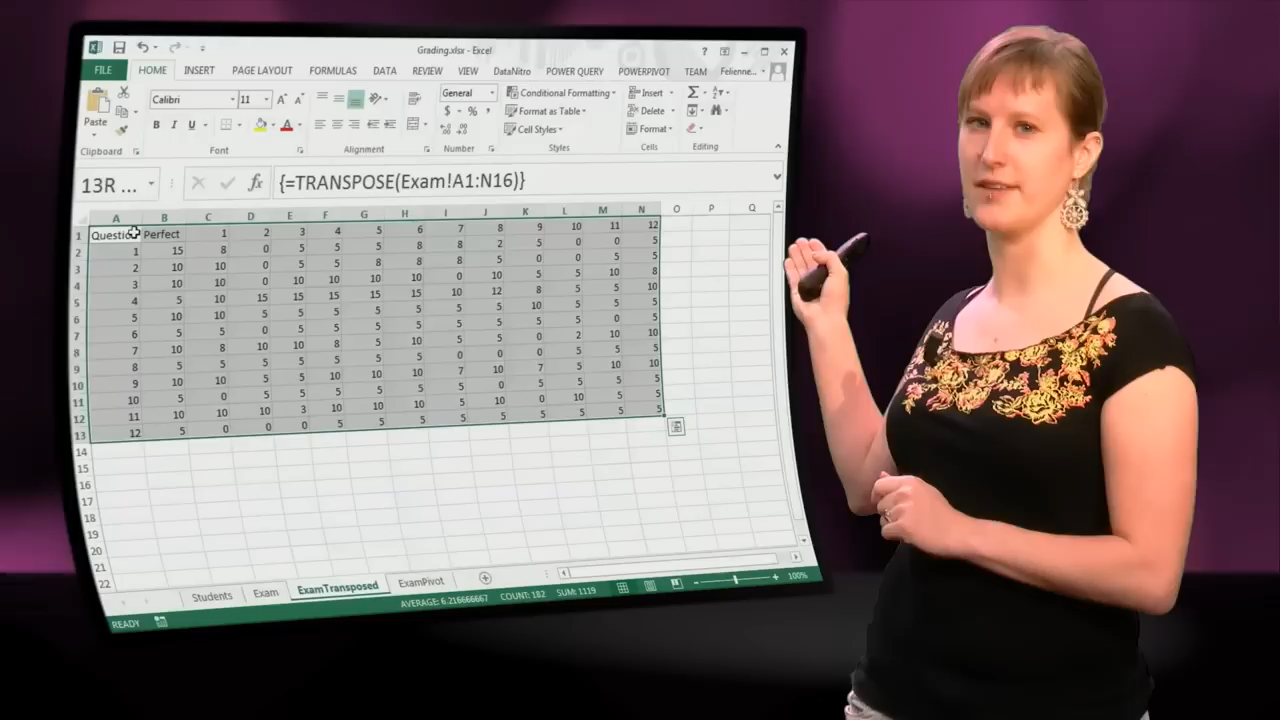 Grading.xlsx - Excel
FILE HOME INSERT PAGE LAYOUT FORMULAS DATA REVIEW VIEW DataNitro POWER QUERY POWERPIVOT TEAM Felienne...
Paste
Calibri 11
B I U
General
$ % ,
Conditional Formatting
Format as Table
Cell Styles
Insert
Delete
Format
Clipboard Font Alignment Number Styles Cells Editing
13R ... fx {=TRANSPOSE(Exam!A1:N16)}
A B C D E F G H I J K L M N O P Q
1 Question Perfect 1 2 3 4 5 6 7 8 9 10 11 12
2 1 15 8 0 5 5 5 8 8 2 5 0 0 5
3 2 10 10 0 5 5 8 8 8 5 0 0 0 5
4 3 10 10 0 10 10 10 10 0 10 5 5 10 8
5 4 5 10 15 15 15 15 15 10 12 8 5 5 10
6 5 10 10 5 5 5 5 5 5 5 10 5 5 5
7 6 5 5 0 5 5 5 5 5 5 5 5 0 5
8 7 10 8 10 10 8 5 10 5 5 0 2 10 10
9 8 5 5 5 5 5 5 5 0 0 0 5 5 5
10 9 10 10 5 5 10 10 10 7 10 7 5 10 10
11 10 5 0 5 5 5 5 5 5 0 5 5 5 5
12 11 10 10 10 3 10 10 10 5 10 0 10 5 5
13 12 5 0 0 0 5 5 5 5 5 5 5 5 5
14
15
16
17
18
19
20
21
22
Students Exam ExamTransposed ExamPivot
READY AVERAGE: 6.216666667 COUNT: 182 SUM: 1119 100%